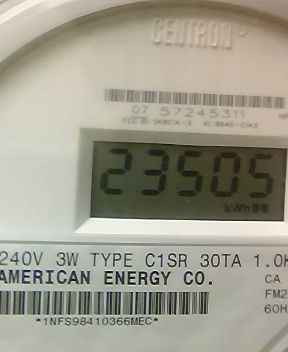 CENTRON®
07 57245311
23505
kWh
240V 3W TYPE C1SR 30TA 1.0K
AMERICAN ENERGY CO.
CA
FM2
60H
*1NFS98410366MEC*